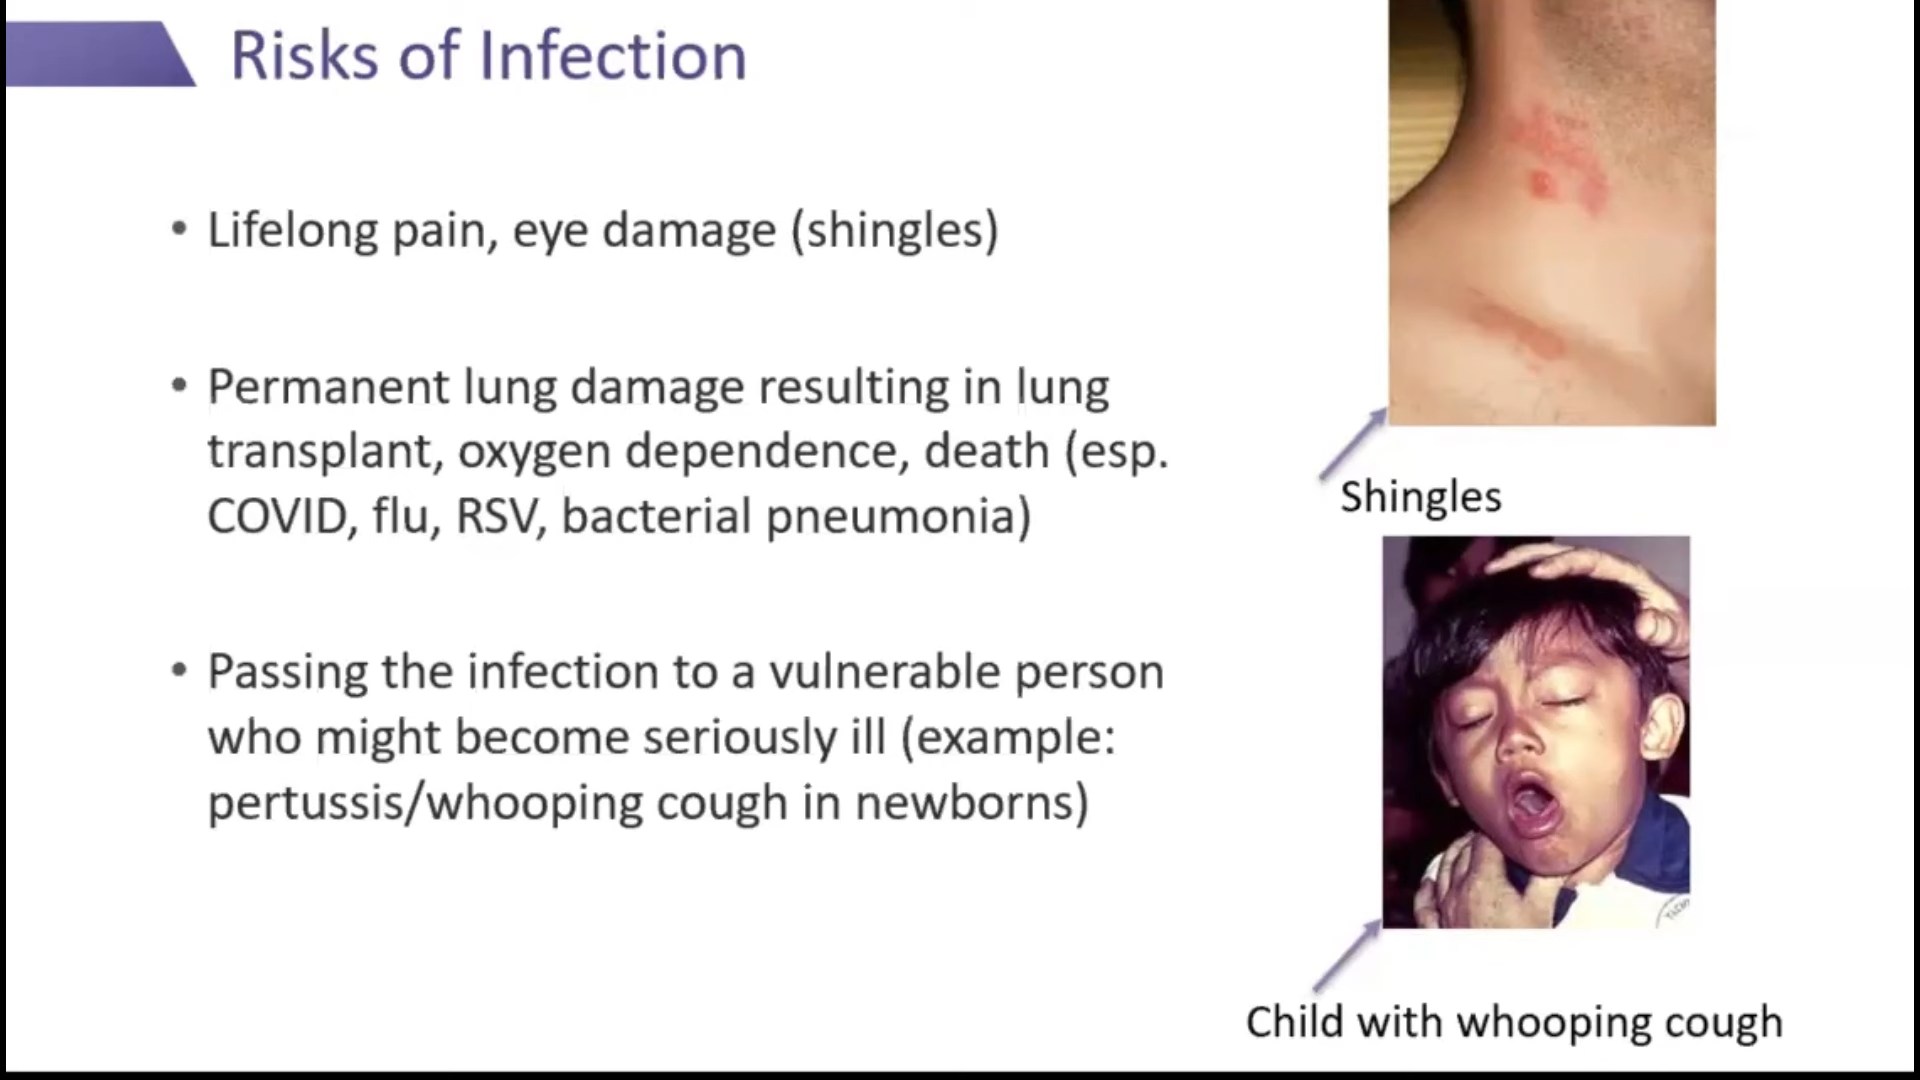 Risks of Infection
• Lifelong pain, eye damage (shingles)
• Permanent lung damage resulting in lung
transplant, oxygen dependence, death (esp.
COVID, flu, RSV, bacterial pneumonia)
• Passing the infection to a vulnerable person
who might become seriously ill (example:
pertussis/whooping cough in newborns)
Shingles
Child with whooping cough